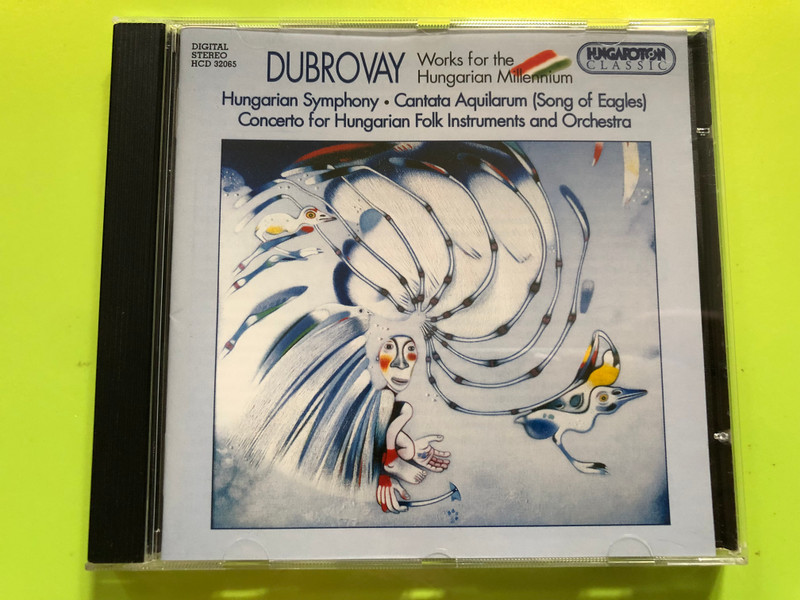 DIGITAL
STEREO
HCD 32065
DUBROVAY
Works for the
Hungarian Millennium
HUNGAROTON
CLASSIC
Hungarian Symphony • Cantata Aquilarum (Song of Eagles)
Concerto for Hungarian Folk Instruments and Orchestra